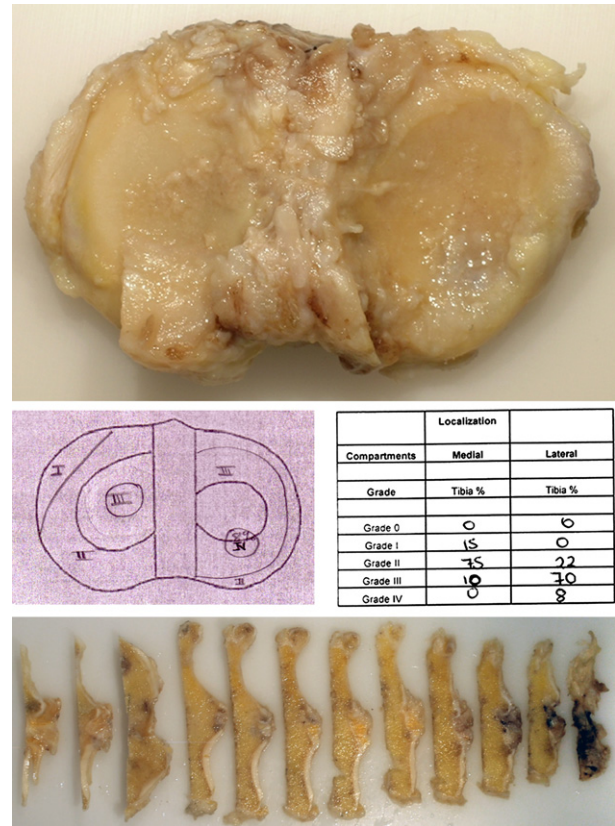 I
III
II
III
IV
II
Localization
Compartments Medial Lateral
Grade Tibia % Tibia %
Grade 0 0 0
Grade I 15 0
Grade II 75 22
Grade III 10 70
Grade IV 0 8